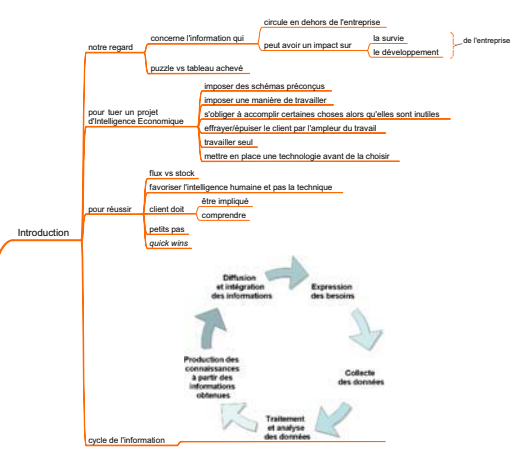 Introduction
notre regard
concerne l'information qui
circule en dehors de l'entreprise
peut avoir un impact sur
la survie
le développement
de l'entreprise
puzzle vs tableau achevé
pour tuer un projet
d'Intelligence Economique
imposer des schémas préconçus
imposer une manière de travailler
s'obliger à accomplir certaines choses alors qu'elles sont inutiles
effrayer/épuiser le client par l'ampleur du travail
travailler seul
mettre en place une technologie avant de la choisir
pour réussir
flux vs stock
favoriser l'intelligence humaine et pas la technique
client doit
être impliqué
comprendre
petits pas
quick wins
cycle de l'information
Diffusion
et intégration
des informations
Expression
des besoins
Collecte
des données
Traitement
et analyse
des données
Production des
connaissances
à partir des
informations
obtenues